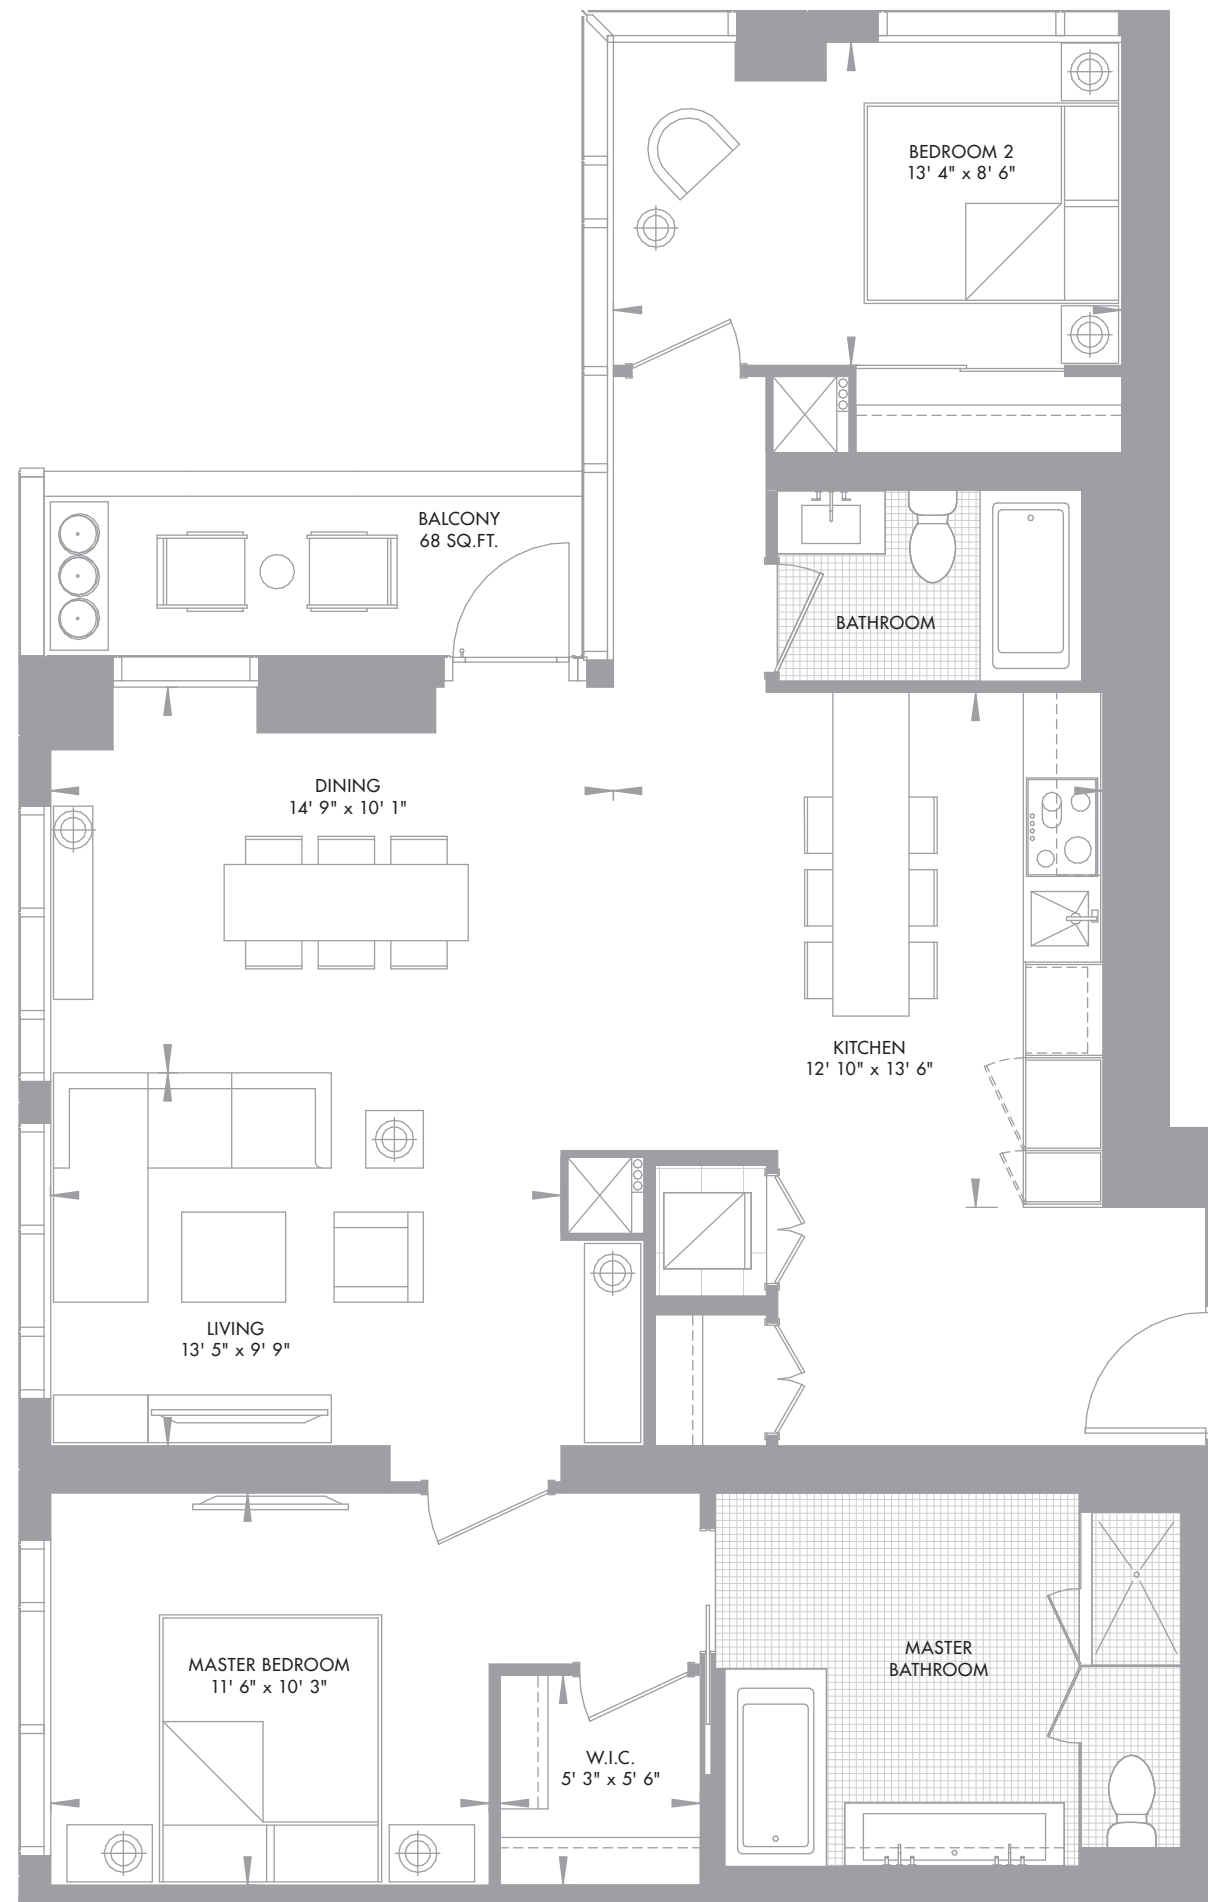 BEDROOM 2
13' 4" x 8' 6"
BALCONY
68 SQ.FT.
BATHROOM
DINING
14' 9" x 10' 1"
KITCHEN
12' 10" x 13' 6"
LIVING
13' 5" x 9' 9"
MASTER BEDROOM
11' 6" x 10' 3"
MASTER
BATHROOM
W.I.C.
5' 3" x 5' 6"